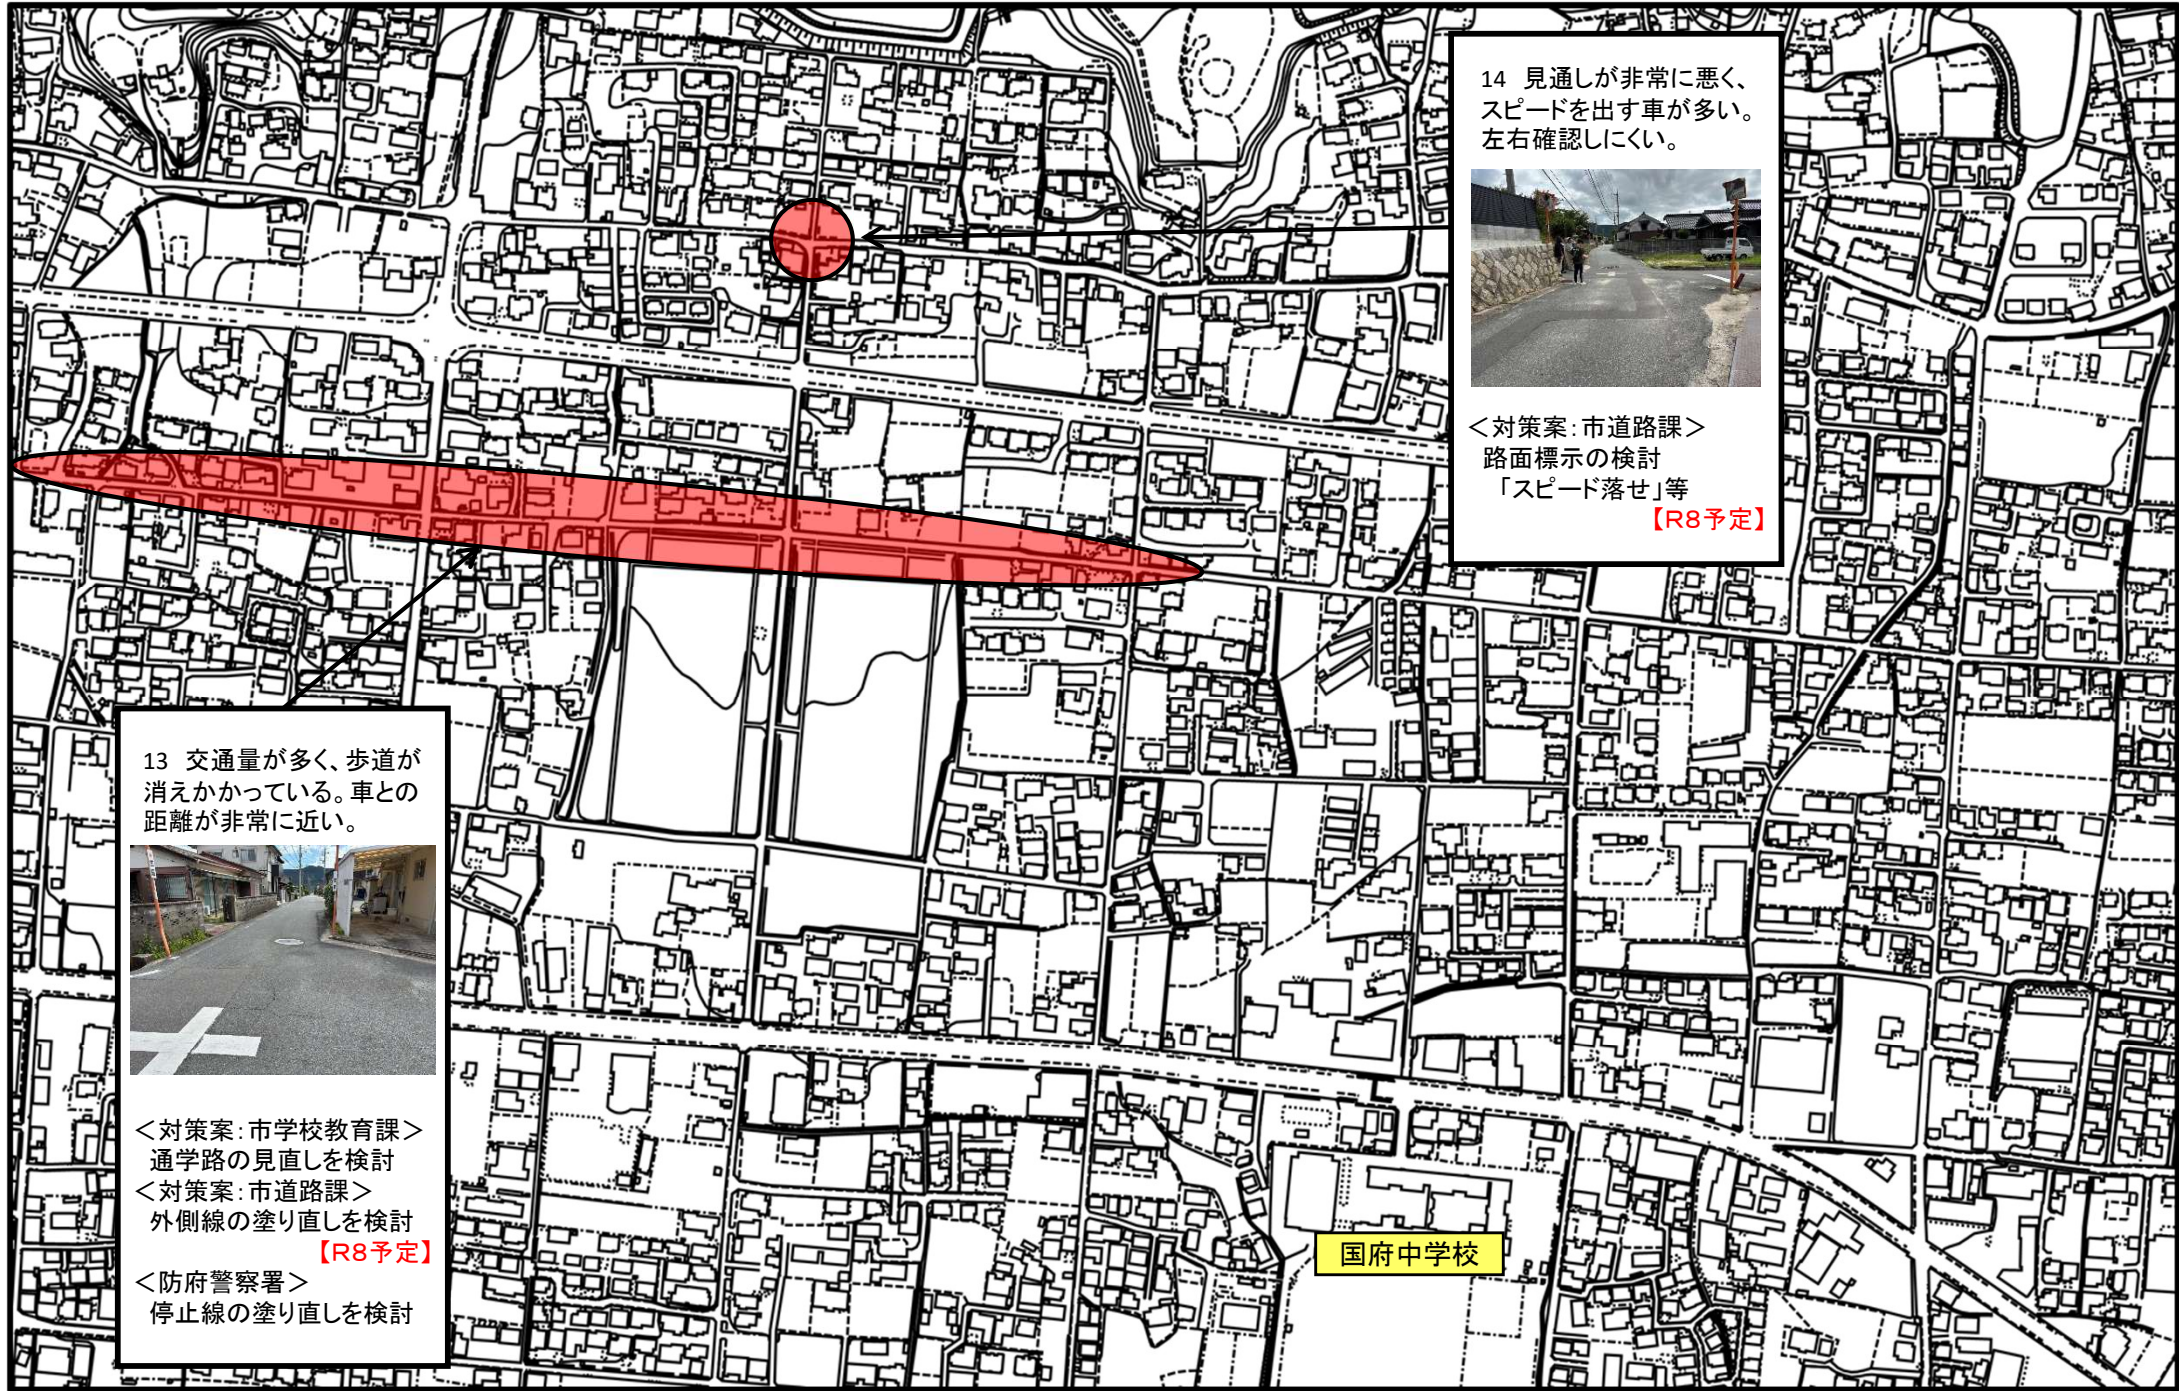 14 見通しが非常に悪く、
スピードを出す車が多い。
左右確認しにくい。
＜対策案：市道路課＞
路面標示の検討
「スピード落せ」等
【R8予定】
13 交通量が多く、歩道が
消えかかっている。車との
距離が非常に近い。
＜対策案：市学校教育課＞
通学路の見直しを検討
＜対策案：市道路課＞
外側線の塗り直しを検討
【R8予定】
＜防府警察署＞
停止線の塗り直しを検討
国府中学校